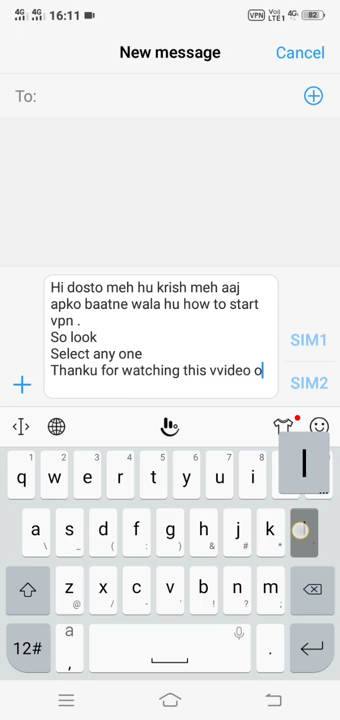 4G 4G 16:11 VPN Vo) LTE1 4G 82
New message Cancel
To:
Hi dosto meh hu krish meh aaj
apko baatne wala hu how to start
vpn .
So look
Select any one
Thanku for watching this vvideo o
SIM1
SIM2
1 2 3 4 5 6 7 8
q w e r t y u i l ...
a s d f g h j k l
\ _ ( : ) & " *
z x c v b n m
/ - < > ! ? ;
12# a , .